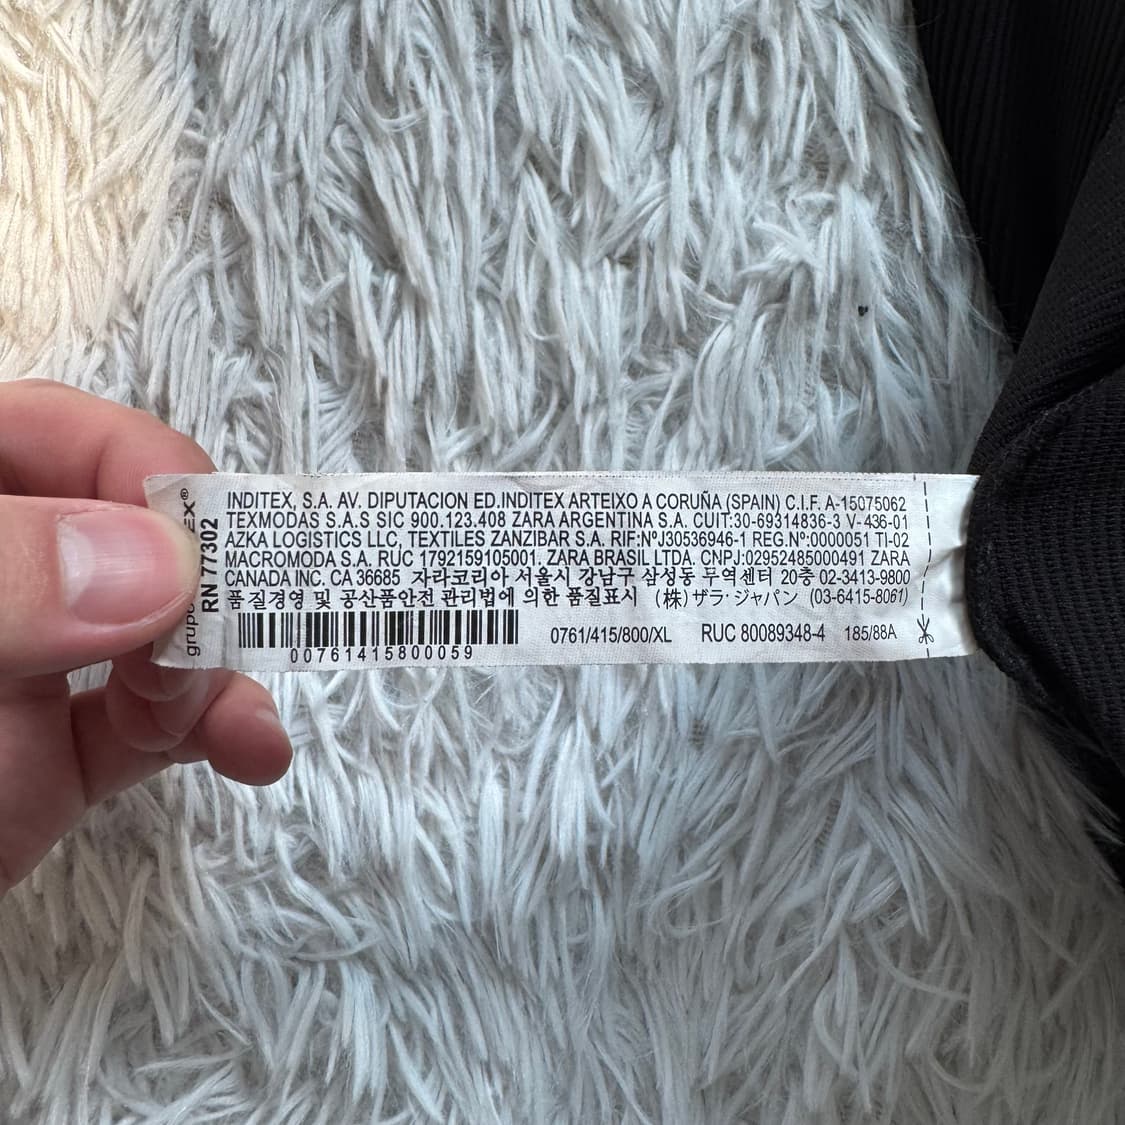 grupo
EX®
RN 77302
INDITEX, S.A. AV. DIPUTACION ED.INDITEX ARTEIXO A CORUÑA (SPAIN) C.I.F. A-15075062
TEXMODAS S.A.S SIC 900.123.408 ZARA ARGENTINA S.A. CUIT:30-69314836-3 V-436-01
AZKA LOGISTICS LLC, TEXTILES ZANZIBAR S.A. RIF:NºJ30536946-1 REG.Nº:0000051 TI-02
MACROMODA S.A. RUC 1792159105001. ZARA BRASIL LTDA. CNPJ:02952485000491 ZARA
CANADA INC. CA 36685 자라코리아 서울시 강남구 삼성동 무역센터 20층 02-3413-9800
품질경영 및 공산품안전 관리법에 의한 품질표시 (株)ザラ・ジャパン (03-6415-8061)
00761415800059
0761/415/800/XL RUC 80089348-4 185/88A